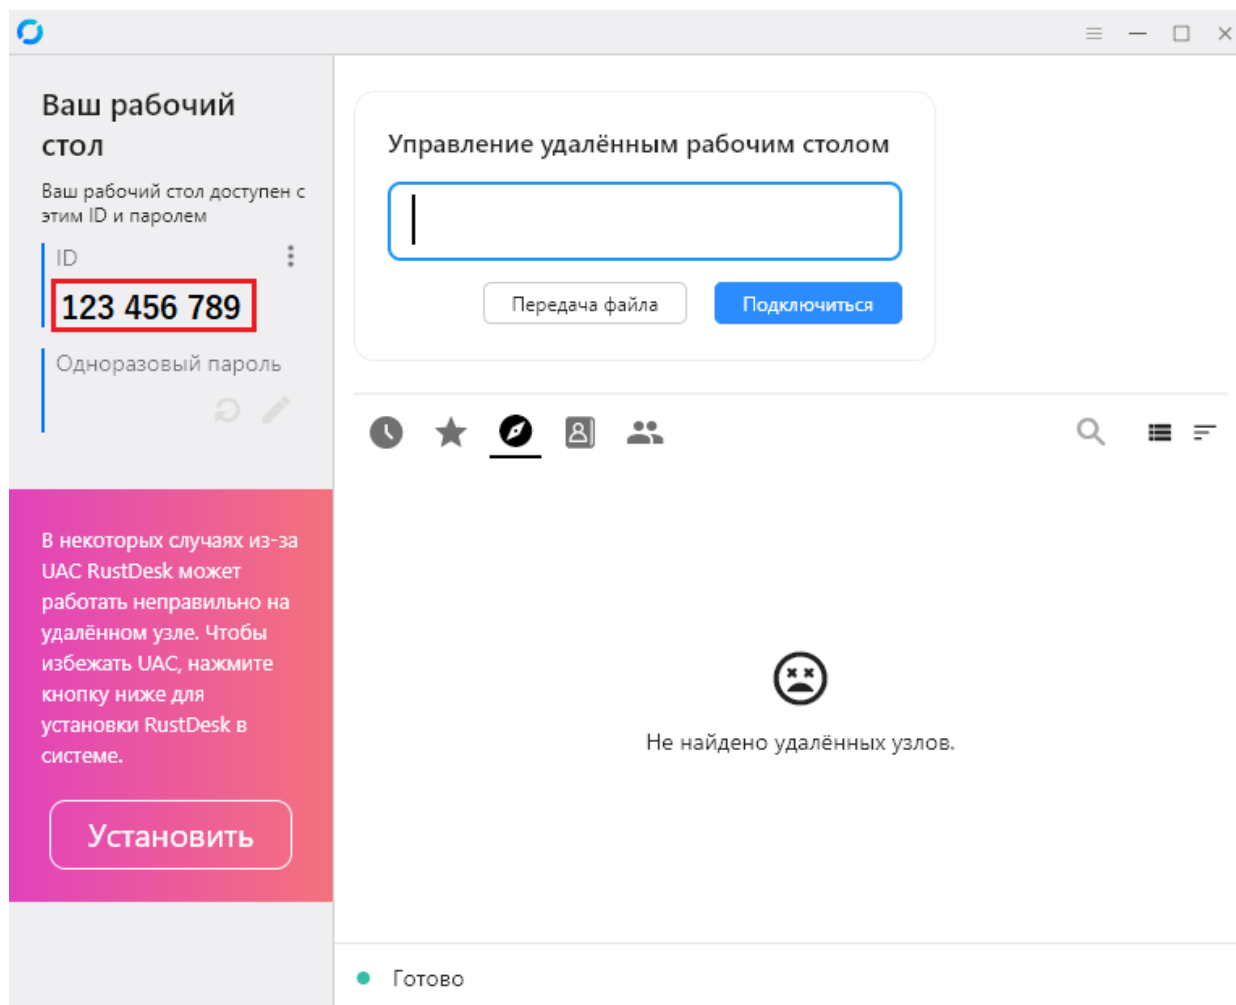 Ваш рабочий
стол
Ваш рабочий стол доступен с
этим ID и паролем
ID
123 456 789
Одноразовый пароль
В некоторых случаях из-за
UAC RustDesk может
работать неправильно на
удалённом узле. Чтобы
избежать UAC, нажмите
кнопку ниже для
установки RustDesk в
системе.
Установить
Управление удалённым рабочим столом
Передача файла
Подключиться
Не найдено удалённых узлов.
Готово